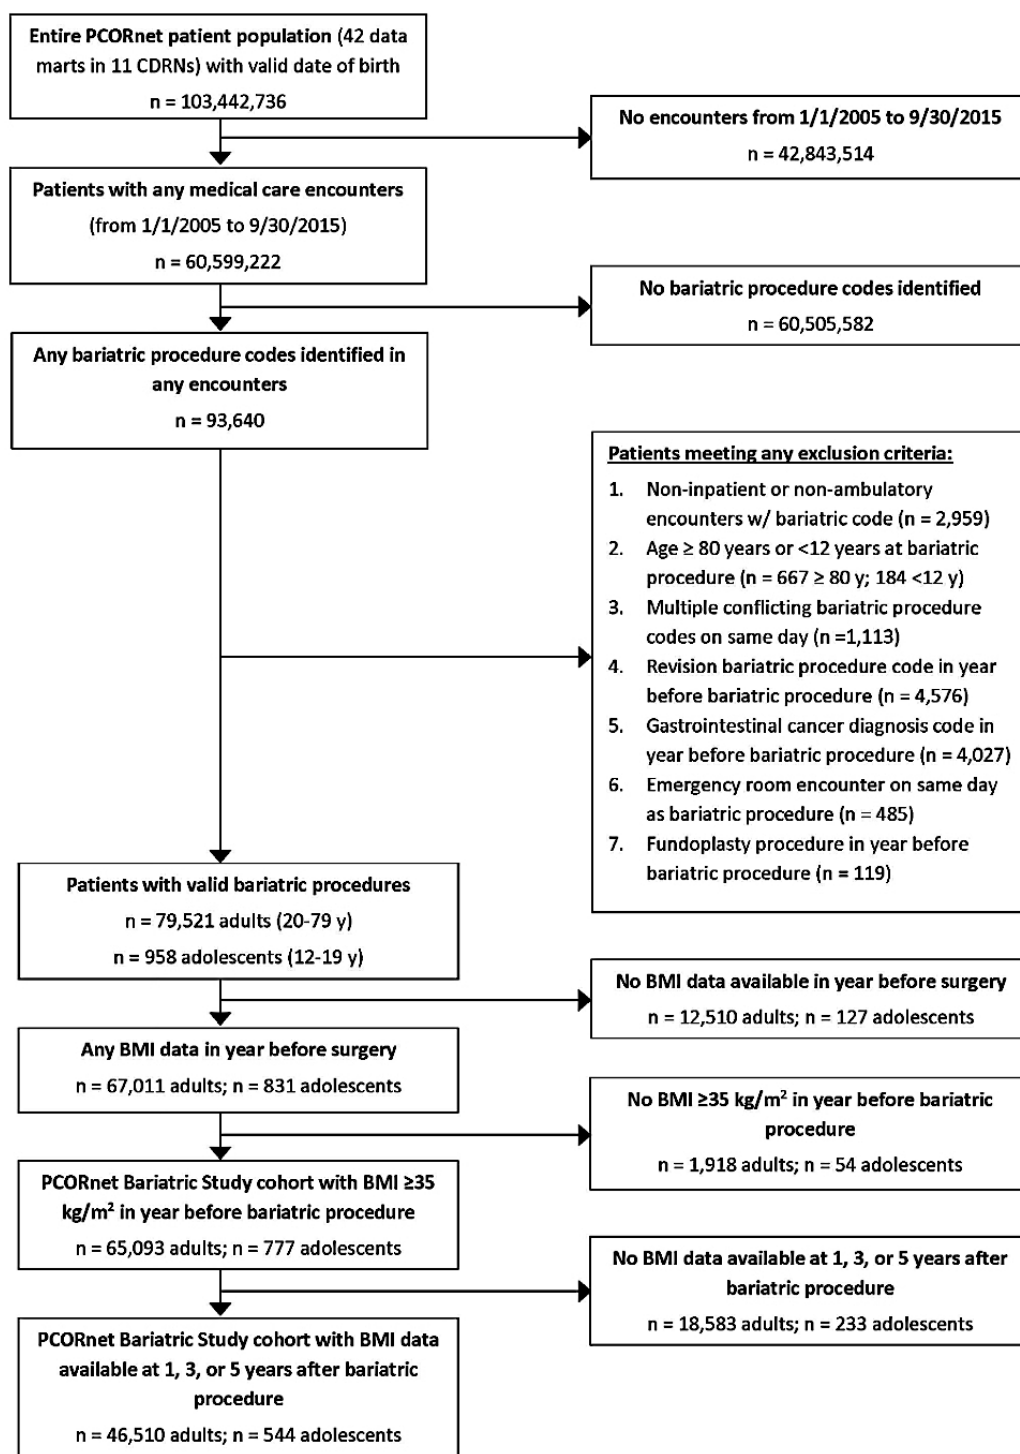 Entire PCORnet patient population (42 data
marts in 11 CDRNs) with valid date of birth
n = 103,442,736
No encounters from 1/1/2005 to 9/30/2015
n = 42,843,514
Patients with any medical care encounters
(from 1/1/2005 to 9/30/2015)
n = 60,599,222
No bariatric procedure codes identified
n = 60,505,582
Any bariatric procedure codes identified in
any encounters
n = 93,640
Patients meeting any exclusion criteria:
1. Non-inpatient or non-ambulatory
encounters w/ bariatric code (n = 2,959)
2. Age ≥ 80 years or <12 years at bariatric
procedure (n = 667 ≥ 80 y; 184 <12 y)
3. Multiple conflicting bariatric procedure
codes on same day (n =1,113)
4. Revision bariatric procedure code in year
before bariatric procedure (n = 4,576)
5. Gastrointestinal cancer diagnosis code in
year before bariatric procedure (n = 4,027)
6. Emergency room encounter on same day
as bariatric procedure (n = 485)
7. Fundoplasty procedure in year before
bariatric procedure (n = 119)
Patients with valid bariatric procedures
n = 79,521 adults (20-79 y)
n = 958 adolescents (12-19 y)
No BMI data available in year before surgery
n = 12,510 adults; n = 127 adolescents
Any BMI data in year before surgery
n = 67,011 adults; n = 831 adolescents
No BMI ≥35 kg/m² in year before bariatric
procedure
n = 1,918 adults; n = 54 adolescents
PCORnet Bariatric Study cohort with BMI ≥35
kg/m² in year before bariatric procedure
n = 65,093 adults; n = 777 adolescents
No BMI data available at 1, 3, or 5 years after
bariatric procedure
n = 18,583 adults; n = 233 adolescents
PCORnet Bariatric Study cohort with BMI data
available at 1, 3, or 5 years after bariatric
procedure
n = 46,510 adults; n = 544 adolescents